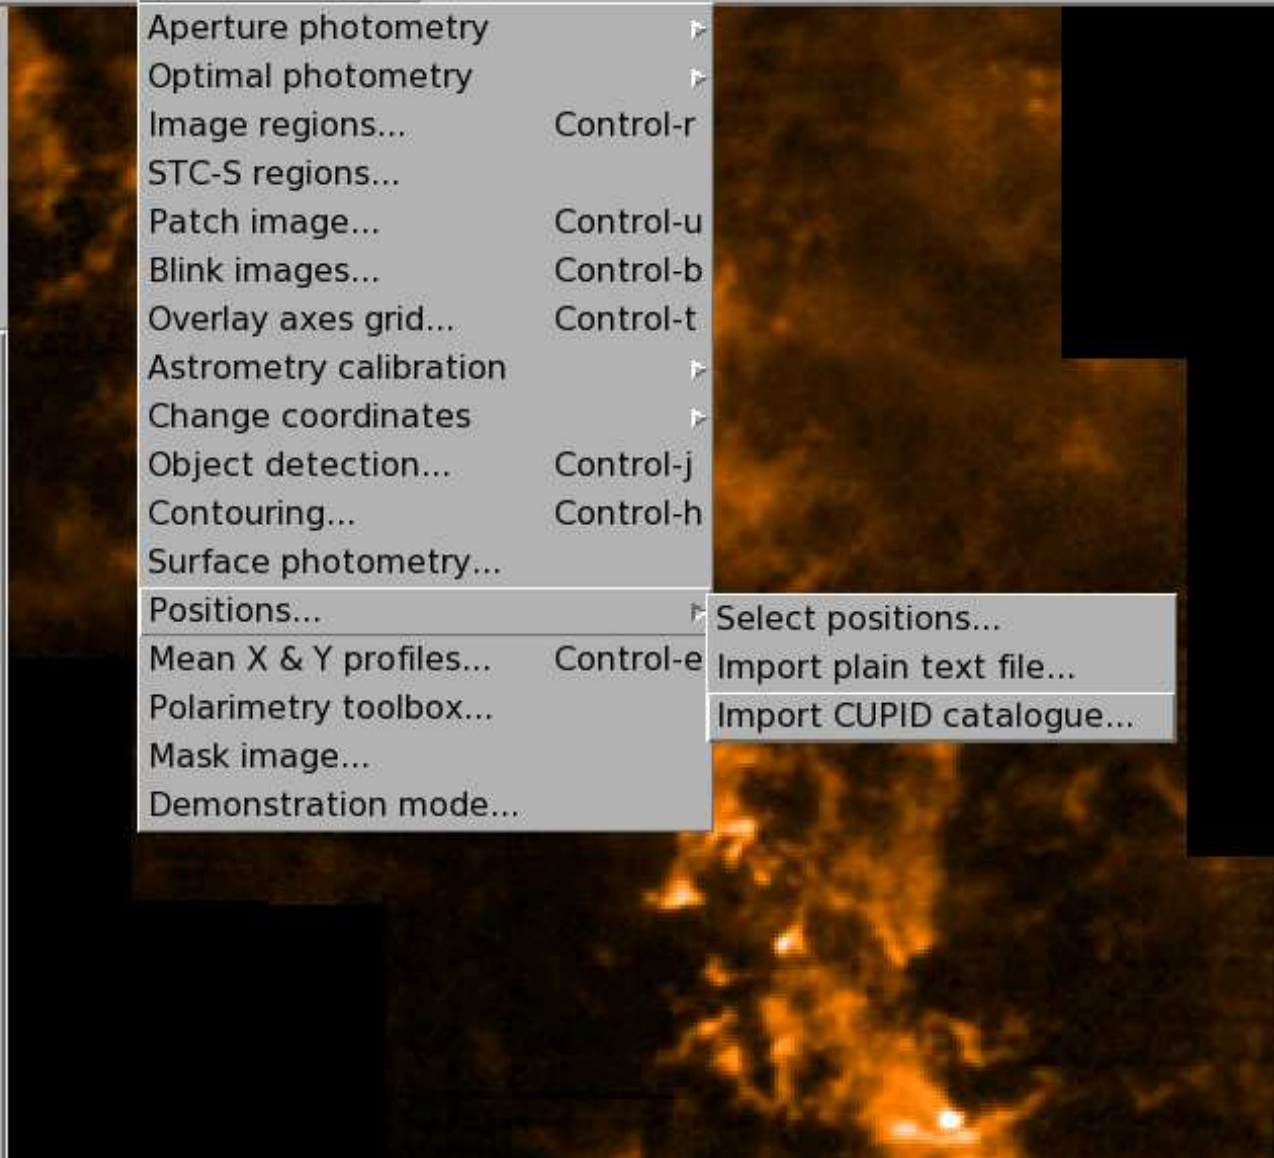 Aperture photometry
Optimal photometry
Image regions... Control-r
STC-S regions...
Patch image... Control-u
Blink images... Control-b
Overlay axes grid... Control-t
Astrometry calibration
Change coordinates
Object detection... Control-j
Contouring... Control-h
Surface photometry...
Positions...
Select positions...
Import plain text file...
Import CUPID catalogue...
Mean X & Y profiles... Control-e
Polarimetry toolbox...
Mask image...
Demonstration mode...